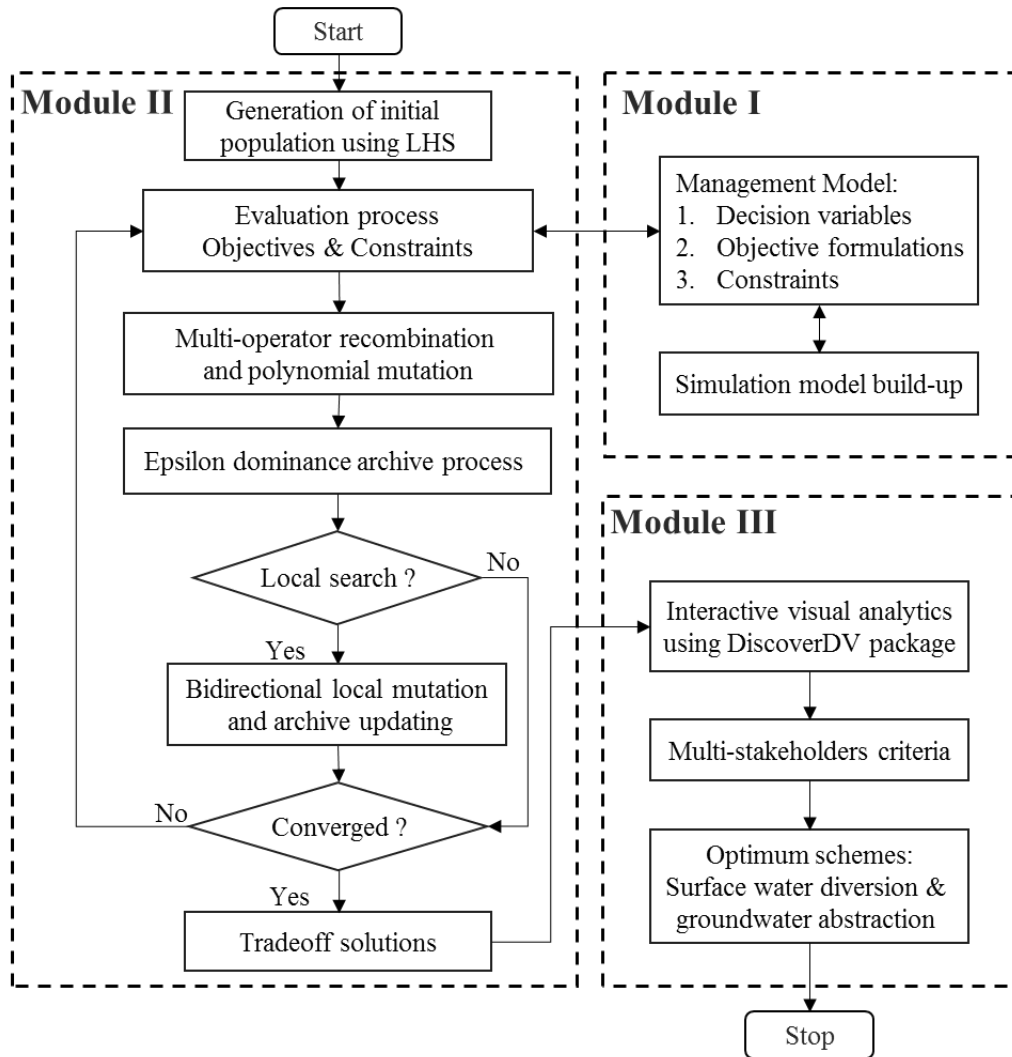 Start
Module II
Generation of initial
population using LHS
Evaluation process
Objectives & Constraints
Multi-operator recombination
and polynomial mutation
Epsilon dominance archive process
Local search ?
No
Yes
Bidirectional local mutation
and archive updating
No
Converged ?
Yes
Tradeoff solutions
Module I
Management Model:
1. Decision variables
2. Objective formulations
3. Constraints
Simulation model build-up
Module III
Interactive visual analytics
using DiscoverDV package
Multi-stakeholders criteria
Optimum schemes:
Surface water diversion &
groundwater abstraction
Stop